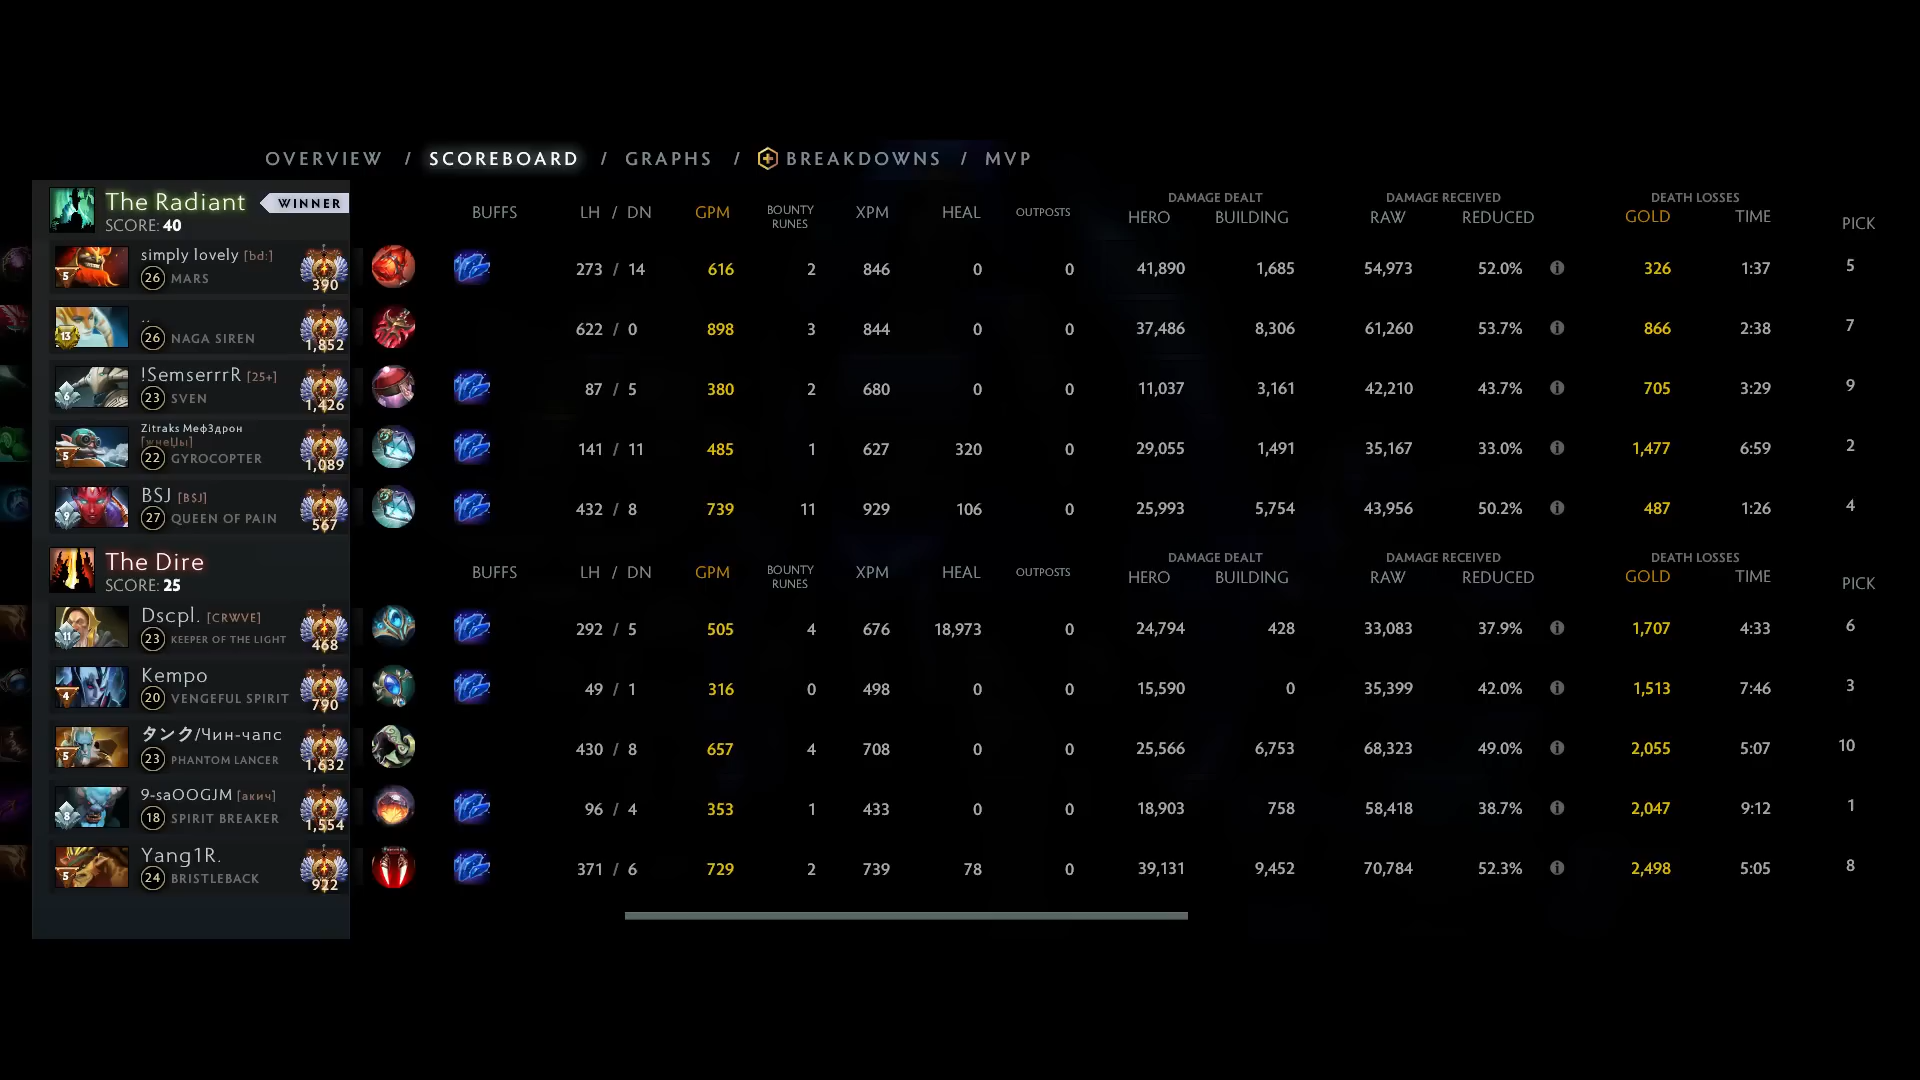 OVERVIEW / SCOREBOARD / GRAPHS / BREAKDOWNS / MVP
The Radiant WINNER
SCORE: 40
BUFFS LH / DN GPM BOUNTY RUNES XPM HEAL OUTPOSTS DAMAGE DEALT HERO BUILDING DAMAGE RECEIVED RAW REDUCED DEATH LOSSES GOLD TIME PICK
5 simply lovely [bd:] 26 MARS 390 273 / 14 616 2 846 0 0 41,890 1,685 54,973 52.0% 326 1:37 5
13 .. 26 NAGA SIREN 1,852 622 / 0 898 3 844 0 0 37,486 8,306 61,260 53.7% 866 2:38 7
6 !SemserrrR [25+] 23 SVEN 1,426 87 / 5 380 2 680 0 0 11,037 3,161 42,210 43.7% 705 3:29 9
5 Zitraks МефЗдрон [жнеЦы] 22 GYROCOPTER 1,089 141 / 11 485 1 627 320 0 29,055 1,491 35,167 33.0% 1,477 6:59 2
9 BSJ [B$J] 27 QUEEN OF PAIN 567 432 / 8 739 11 929 106 0 25,993 5,754 43,956 50.2% 487 1:26 4
The Dire
SCORE: 25
BUFFS LH / DN GPM BOUNTY RUNES XPM HEAL OUTPOSTS DAMAGE DEALT HERO BUILDING DAMAGE RECEIVED RAW REDUCED DEATH LOSSES GOLD TIME PICK
11 Dscpl. [CRWVE] 23 KEEPER OF THE LIGHT 468 292 / 5 505 4 676 18,973 0 24,794 428 33,083 37.9% 1,707 4:33 6
4 Kempo 20 VENGEFUL SPIRIT 790 49 / 1 316 0 498 0 0 15,590 0 35,399 42.0% 1,513 7:46 3
5 タンク/Чин-чапс 23 PHANTOM LANCER 1,632 430 / 8 657 4 708 0 0 25,566 6,753 68,323 49.0% 2,055 5:07 10
8 9-saOOGJM [акич] 18 SPIRIT BREAKER 1,554 96 / 4 353 1 433 0 0 18,903 758 58,418 38.7% 2,047 9:12 1
5 Yang1R. 24 BRISTLEBACK 922 371 / 6 729 2 739 78 0 39,131 9,452 70,784 52.3% 2,498 5:05 8